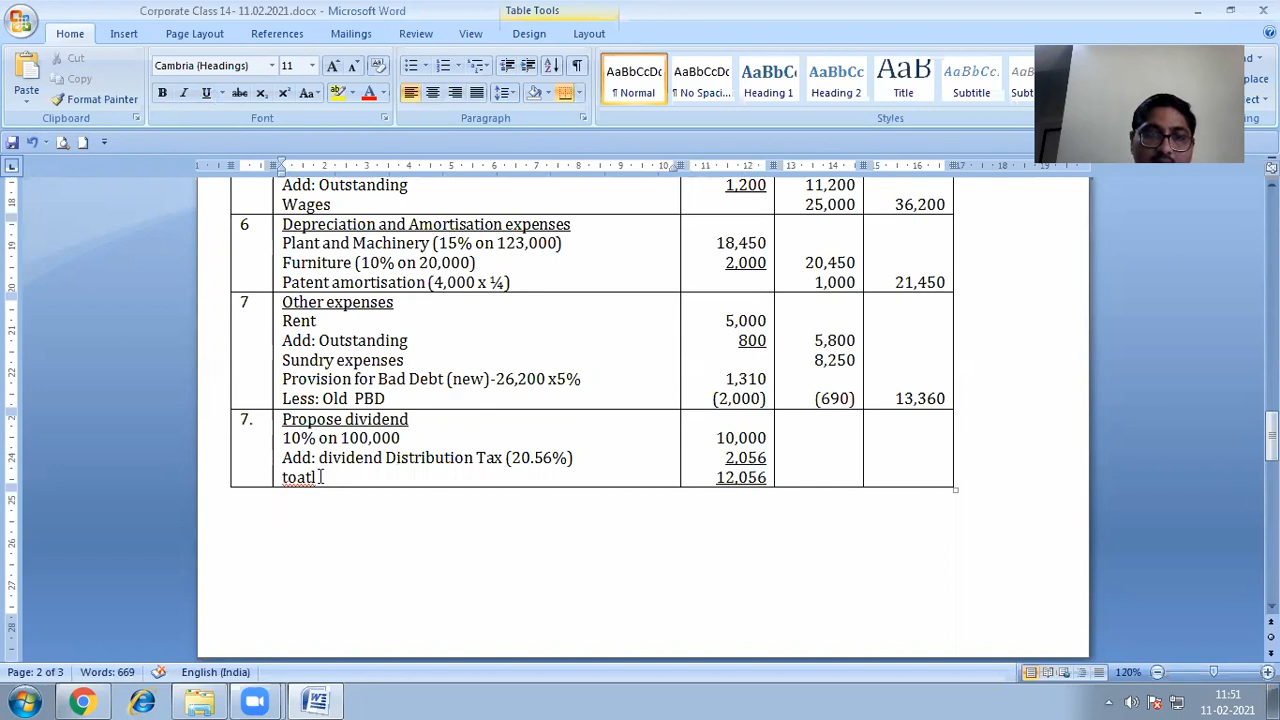 Corporate Class 14- 11.02.2021.docx - Microsoft Word
Table Tools
Home Insert Page Layout References Mailings Review View Design Layout
Paste
Cut
Copy
Format Painter
Clipboard
Cambria (Headings) 11
B I U Aa A
Font
Paragraph
AaBbCcDc AaBbCcDc AaBbCc AaBbCc AaB AaBbCc.
¶ Normal ¶ No Spaci... Heading 1 Heading 2 Title Subtitle
Styles
Add: Outstanding 1,200 11,200
Wages 25,000 36,200
6 Depreciation and Amortisation expenses
Plant and Machinery (15% on 123,000) 18,450
Furniture (10% on 20,000) 2,000 20,450
Patent amortisation (4,000 x ¼) 1,000 21,450
7 Other expenses
Rent 5,000
Add: Outstanding 800 5,800
Sundry expenses 8,250
Provision for Bad Debt (new)-26,200 x5% 1,310
Less: Old PBD (2,000) (690) 13,360
7. Propose dividend
10% on 100,000 10,000
Add: dividend Distribution Tax (20.56%) 2,056
toatl 12,056
Page: 2 of 3 Words: 669 English (India) 120%
11:51
11-02-2021